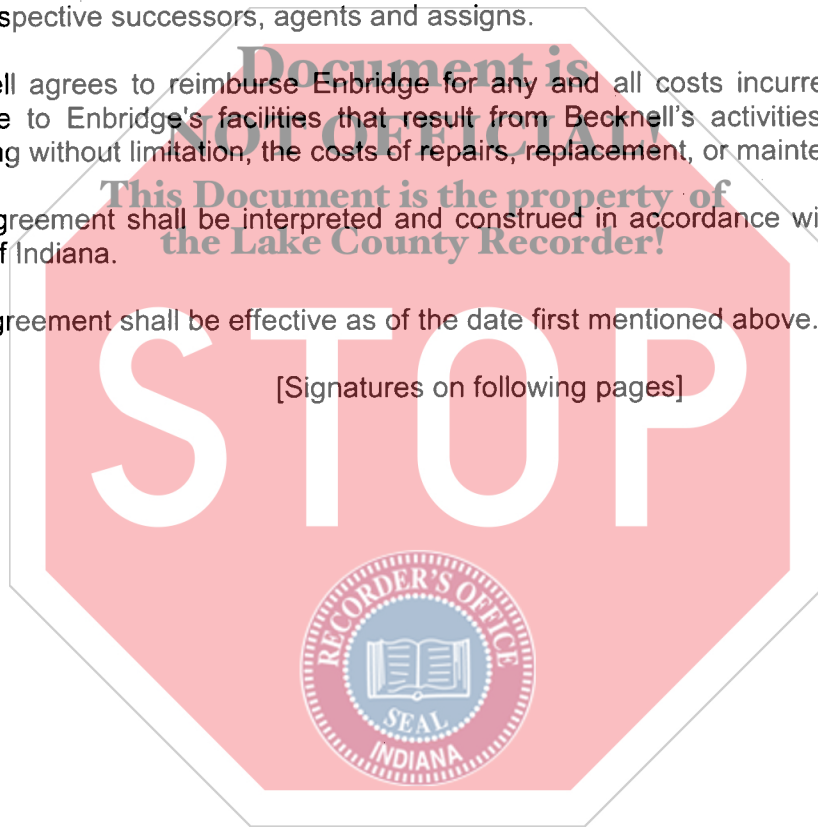 spective successors, agents and assigns.
Document is
ll agrees to reimburse Enbridge for any and all costs incurre
e to Enbridge's facilities that result from Becknell's activities
NOT OFFICIAL!
g without limitation, the costs of repairs, replacement, or mainte
This Document is the property of
greement shall be interpreted and construed in accordance wi
the Lake County Recorder!
f Indiana.
greement shall be effective as of the date first mentioned above.
STOP
[Signatures on following pages]
RECORDER'S OFFICE
SEAL
INDIANA